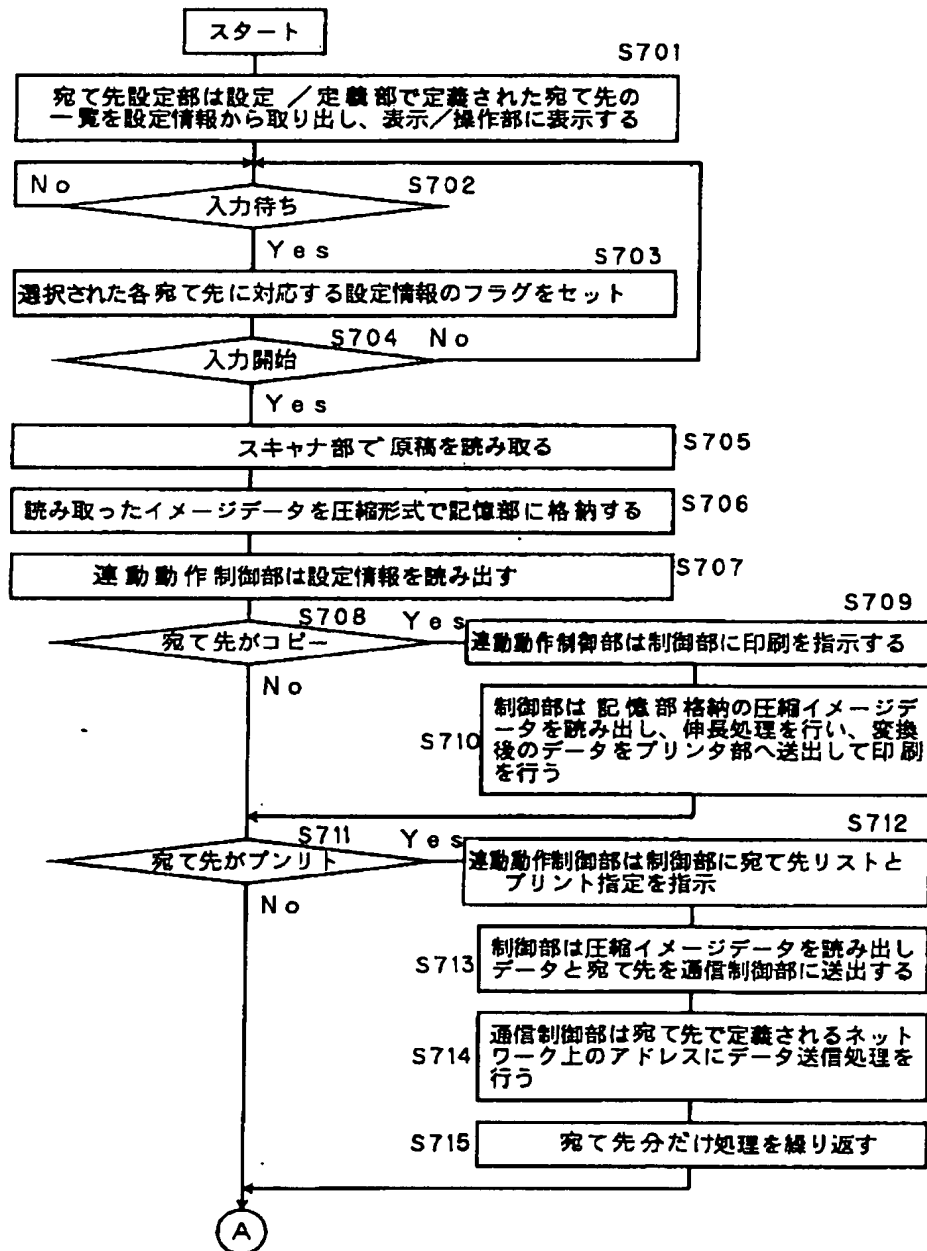 スタート
S701
宛て先設定部は設定／定義部で定義された宛て先の
一覧を設定情報から取り出し、表示／操作部に表示する
No
S702
入力待ち
Yes
S703
選択された各宛て先に対応する設定情報のフラグをセット
S704 No
入力開始
Yes
スキャナ部で原稿を読み取る
S705
読み取ったイメージデータを圧縮形式で記憶部に格納する
S706
連動動作制御部は設定情報を読み出す
S707
S708
Yes
S709
宛て先がコピー
連動動作制御部は制御部に印刷を指示する
No
制御部は記憶部格納の圧縮イメージデ
ータを読み出し、伸長処理を行い、変換
S710
後のデータをプリンタ部へ送出して印刷
を行う
S711
Yes
S712
宛て先がプンリト
連動動作制御部は制御部に宛て先リストと
プリント指定を指示
No
制御部は圧縮イメージデータを読み出し
S713
データと宛て先を通信制御部に送出する
通信制御部は宛て先で定義されるネット
S714
ワーク上のアドレスにデータ送信処理を
行う
S715
宛て先分だけ処理を繰り返す
A